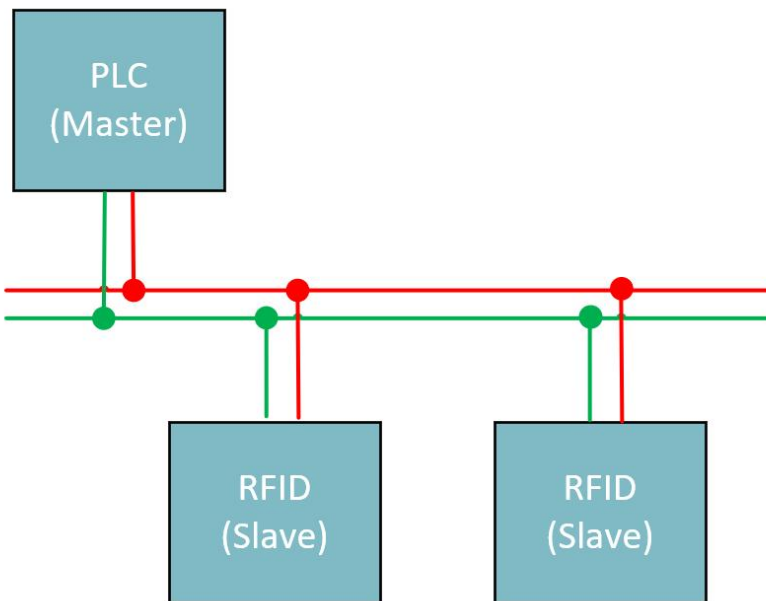 PLC
(Master)
RFID
(Slave)
RFID
(Slave)